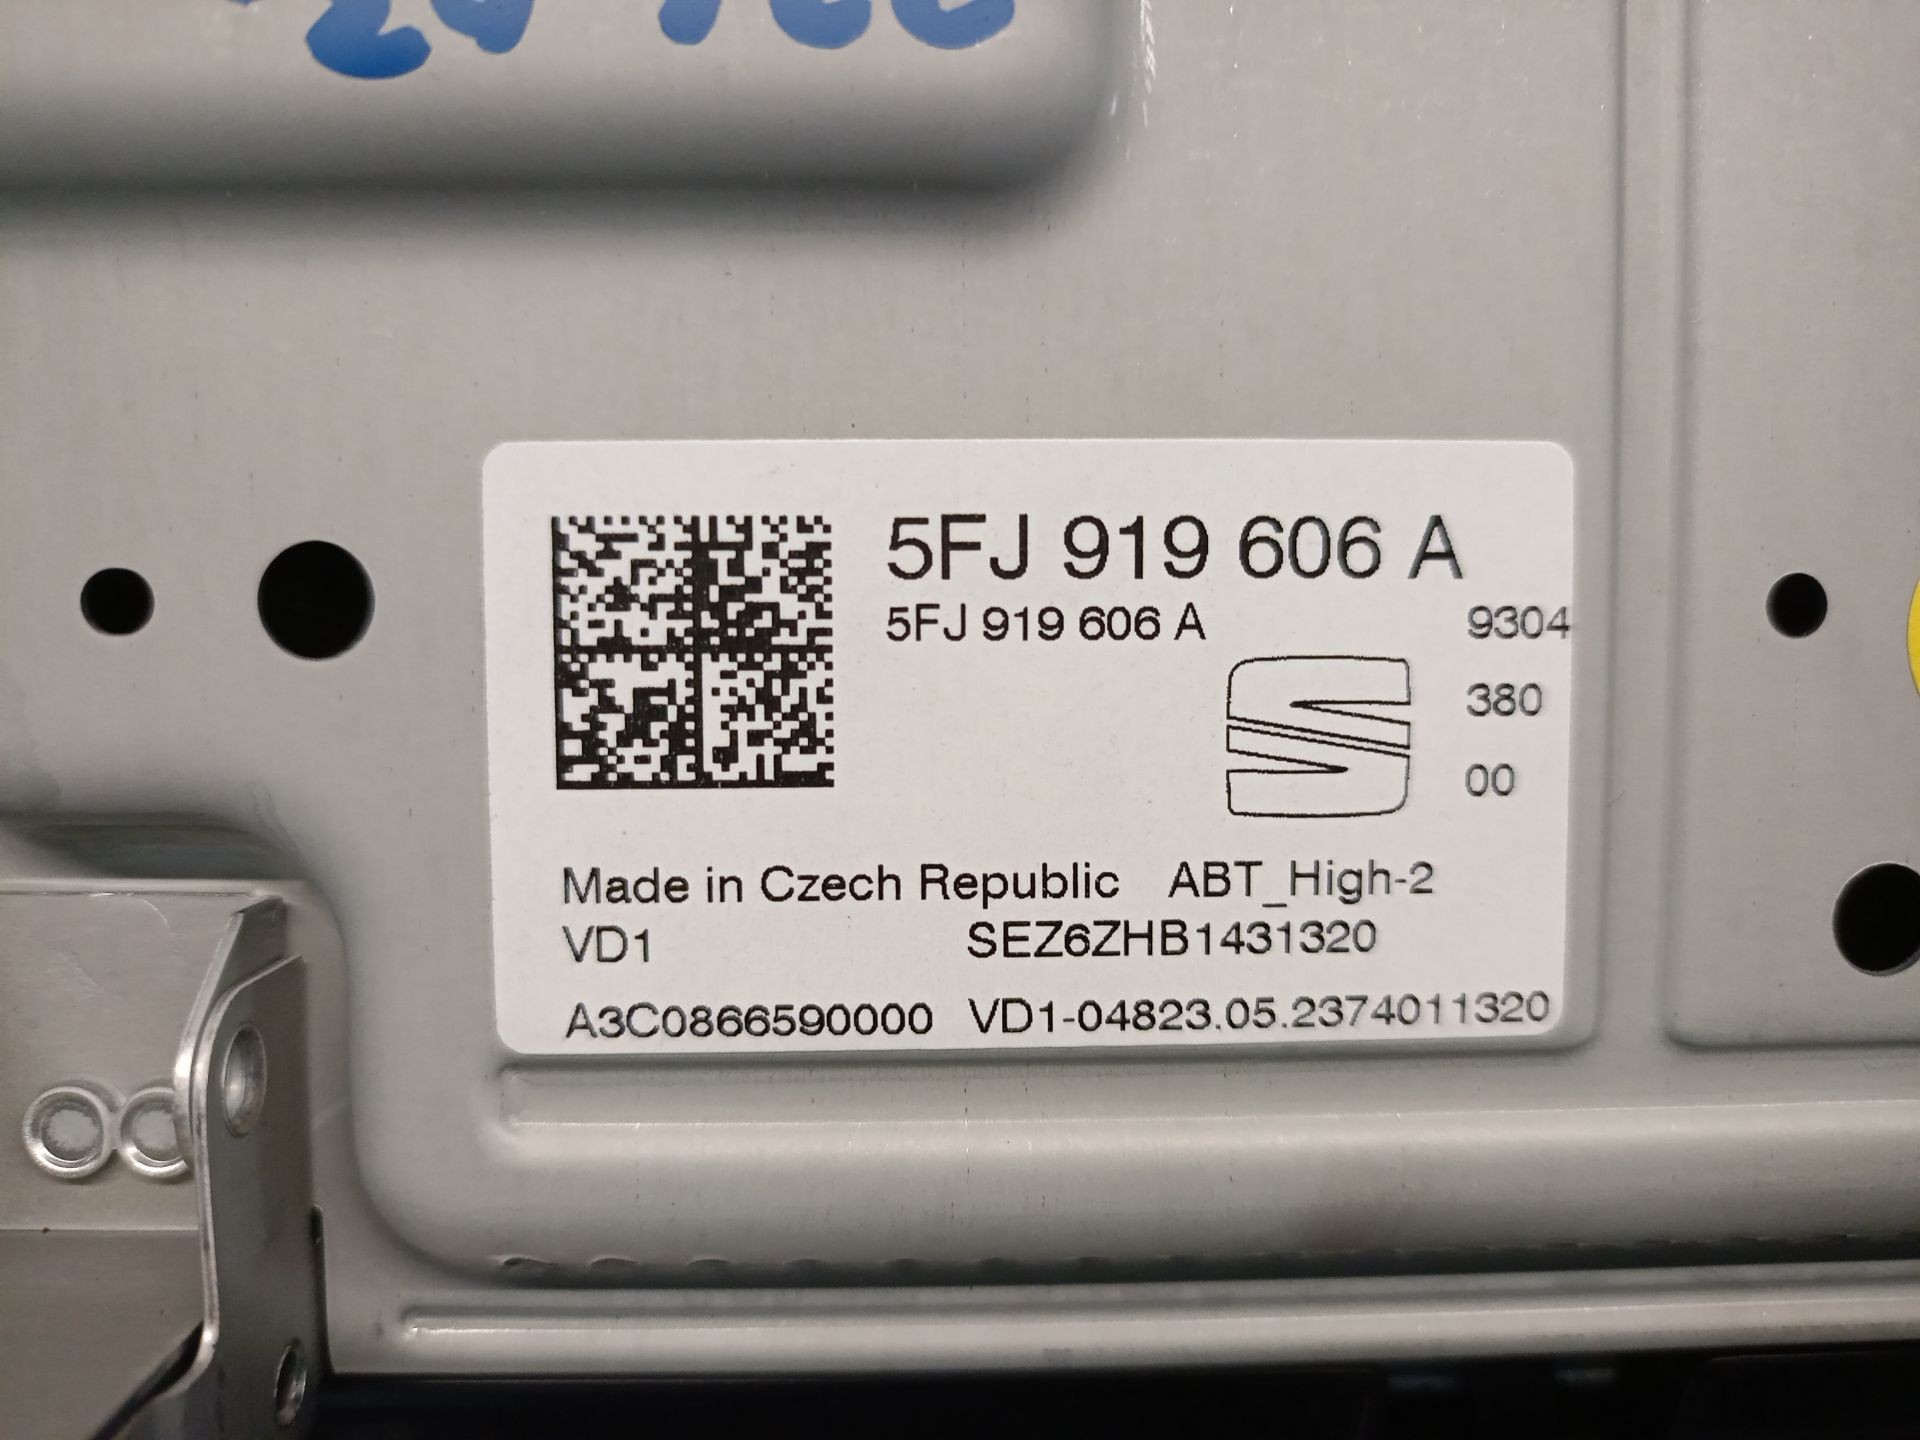 5FJ 919 606 A
5FJ 919 606 A 9304
380
00
Made in Czech Republic ABT_High-2
VD1 SEZ6ZHB1431320
A3C0866590000 VD1-04823.05.2374011320